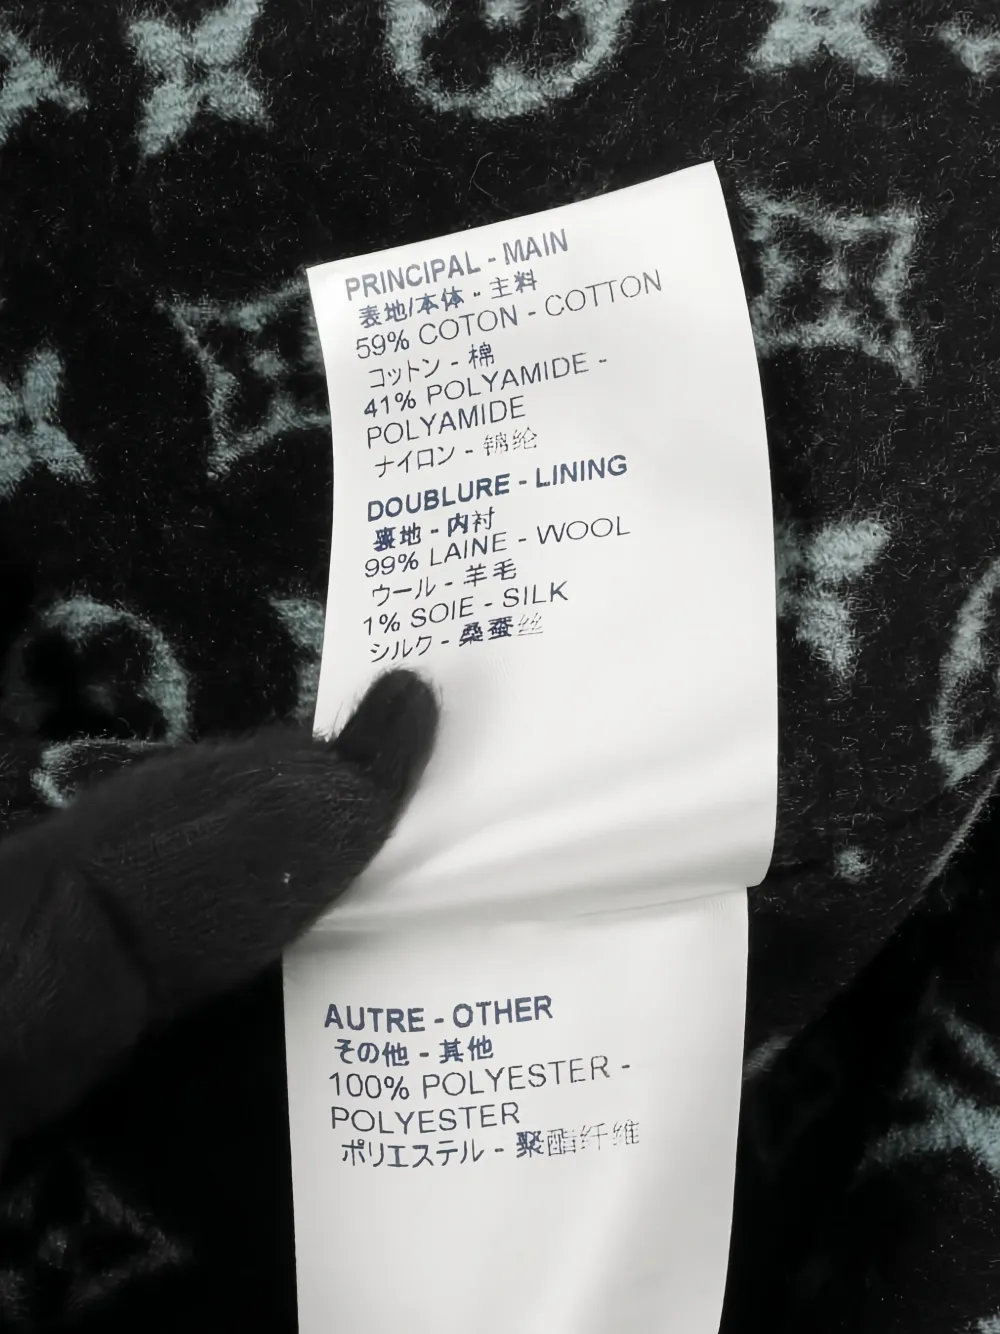 PRINCIPAL - MAIN
表地/本体 - 主料
59% COTON - COTTON
コットン - 棉
41% POLYAMIDE -
POLYAMIDE
ナイロン - 锦纶
DOUBLURE - LINING
裏地 - 内衬
99% LAINE - WOOL
ウール - 羊毛
1% SOIE - SILK
シルク - 桑蚕丝
AUTRE - OTHER
その他 - 其他
100% POLYESTER -
POLYESTER
ポリエステル - 聚酯纤维